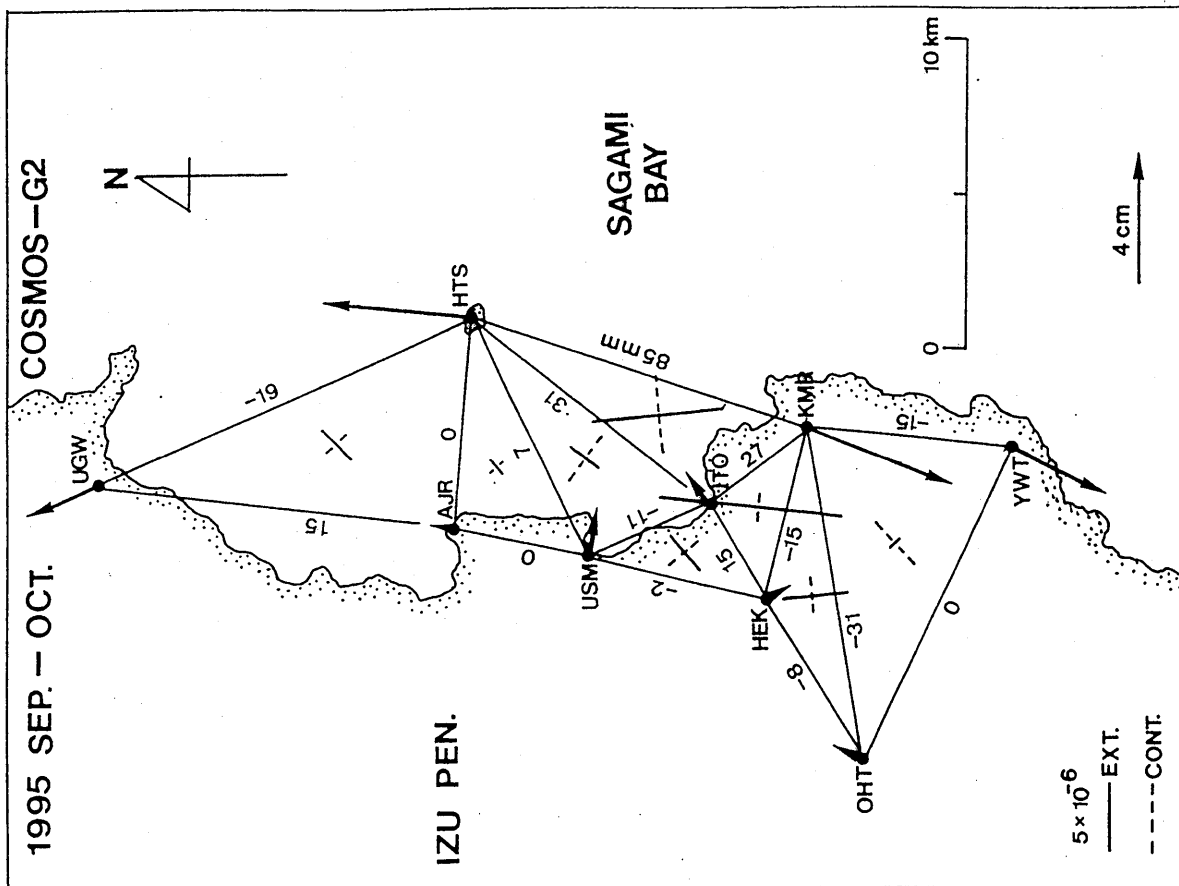 1995 SEP. — OCT. COSMOS—G2
N
UGW
-19
HTS
15
0
AJR
SAGAMI
BAY
10 km
0
7
31
85 mm
0
USM
-11
ITO
27
KMR
-15
-2
15
-15
HEK
-31
YWT
IZU PEN.
-8
0
OHT
4 cm
5 × 10⁻⁶
EXT.
CONT.